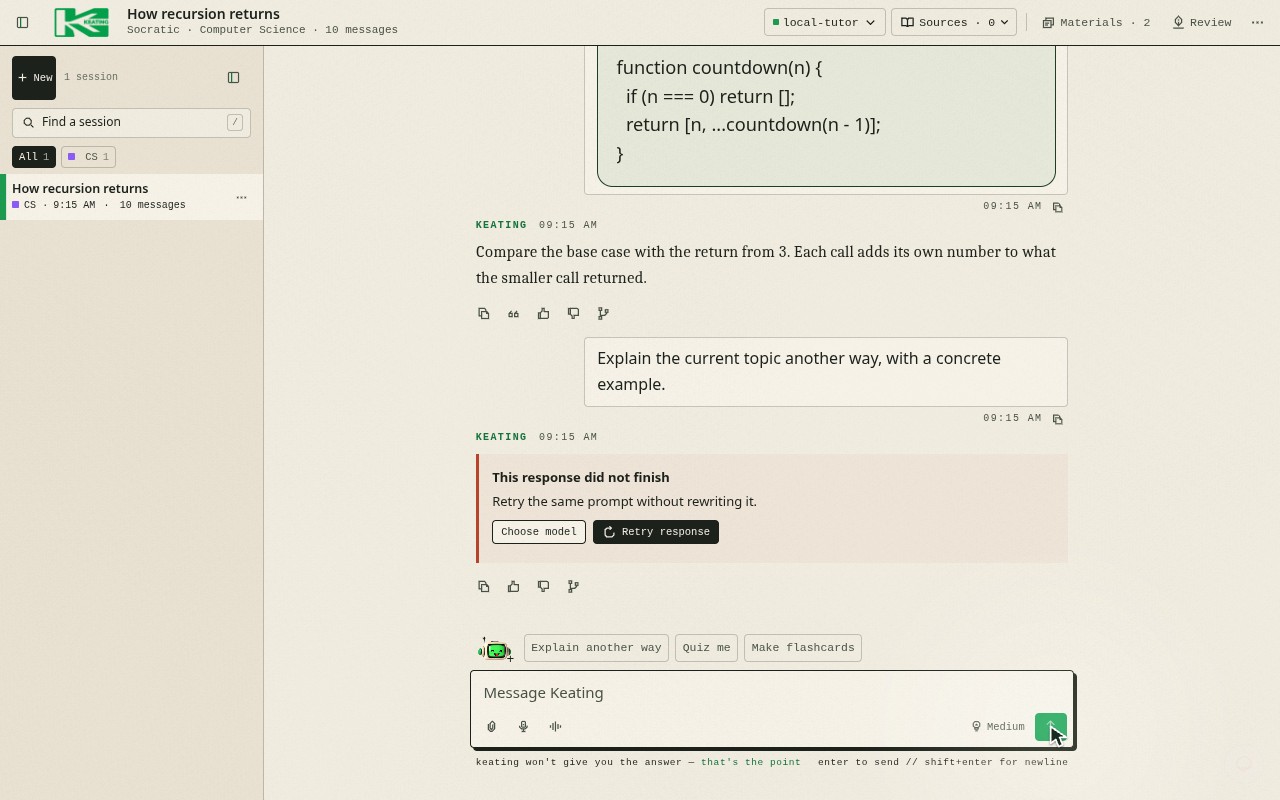 KEATING
How recursion returns
Socratic · Computer Science · 10 messages
local-tutor
Sources · 0
Materials · 2
Review
+ New
1 session
Find a session
/
All 1
CS 1
How recursion returns
CS · 9:15 AM · 10 messages
function countdown(n) {
  if (n === 0) return [];
  return [n, ...countdown(n - 1)];
}
09:15 AM
KEATING 09:15 AM
Compare the base case with the return from 3. Each call adds its own number to what
the smaller call returned.
Explain the current topic another way, with a concrete
example.
09:15 AM
KEATING 09:15 AM
This response did not finish
Retry the same prompt without rewriting it.
Choose model
Retry response
Explain another way
Quiz me
Make flashcards
Message Keating
Medium
keating won't give you the answer — that's the point
enter to send // shift+enter for newline